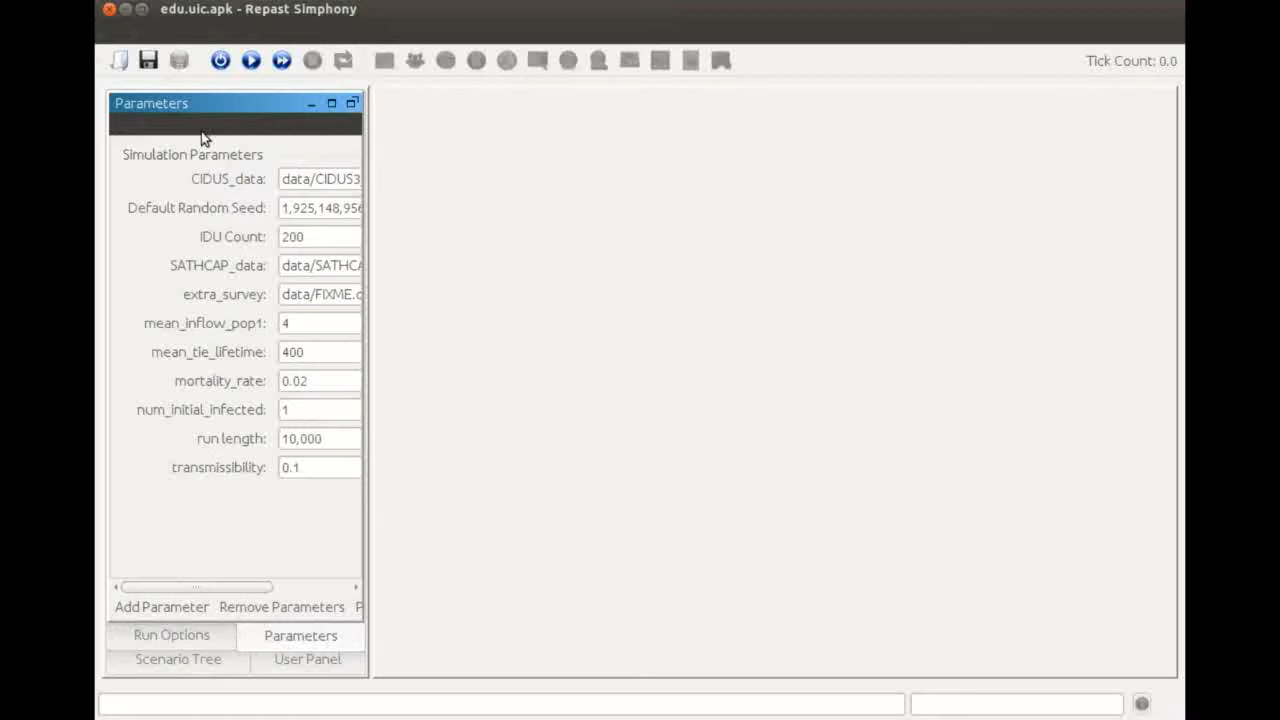 edu.uic.apk - Repast Simphony
Tick Count: 0.0
Parameters
Simulation Parameters
CIDUS_data: data/CIDUS3
Default Random Seed: 1,925,148,956
IDU Count: 200
SATHCAP_data: data/SATHCA
extra_survey: data/FIXME.
mean_inflow_pop1: 4
mean_tie_lifetime: 400
mortality_rate: 0.02
num_initial_infected: 1
run length: 10,000
transmissibility: 0.1
Add Parameter Remove Parameters P
Run Options Parameters
Scenario Tree User Panel